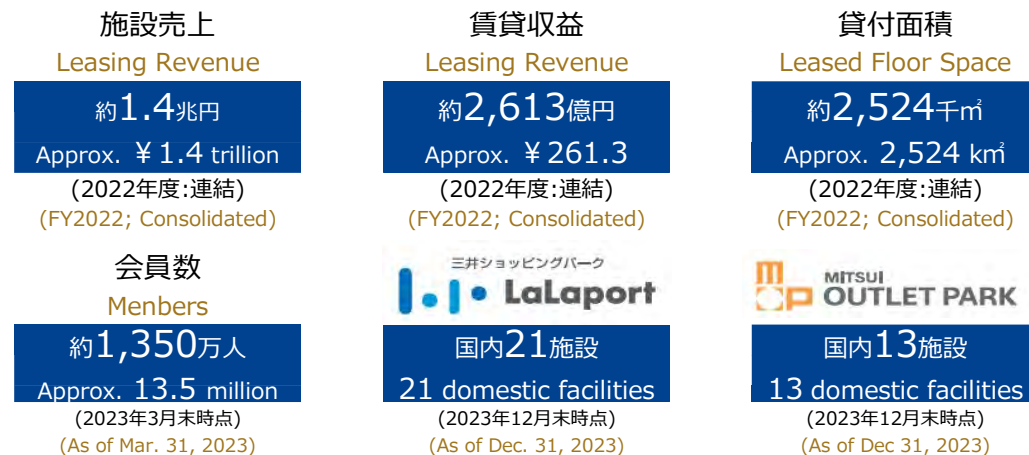 施設売上
Leasing Revenue
約1.4兆円
Approx. ¥1.4 trillion
(2022年度:連結)
(FY2022; Consolidated)
賃貸収益
Leasing Revenue
約2,613億円
Approx. ¥261.3
(2022年度:連結)
(FY2022; Consolidated)
貸付面積
Leased Floor Space
約2,524千㎡
Approx. 2,524 k㎡
(2022年度:連結)
(FY2022; Consolidated)
会員数
Menbers
約1,350万人
Approx. 13.5 million
(2023年3月末時点)
(As of Mar. 31, 2023)
三井ショッピングパーク
LaLaport
国内21施設
21 domestic facilities
(2023年12月末時点)
(As of Dec. 31, 2023)
mop
MITSUI
OUTLET PARK
国内13施設
13 domestic facilities
(2023年12月末時点)
(As of Dec 31, 2023)